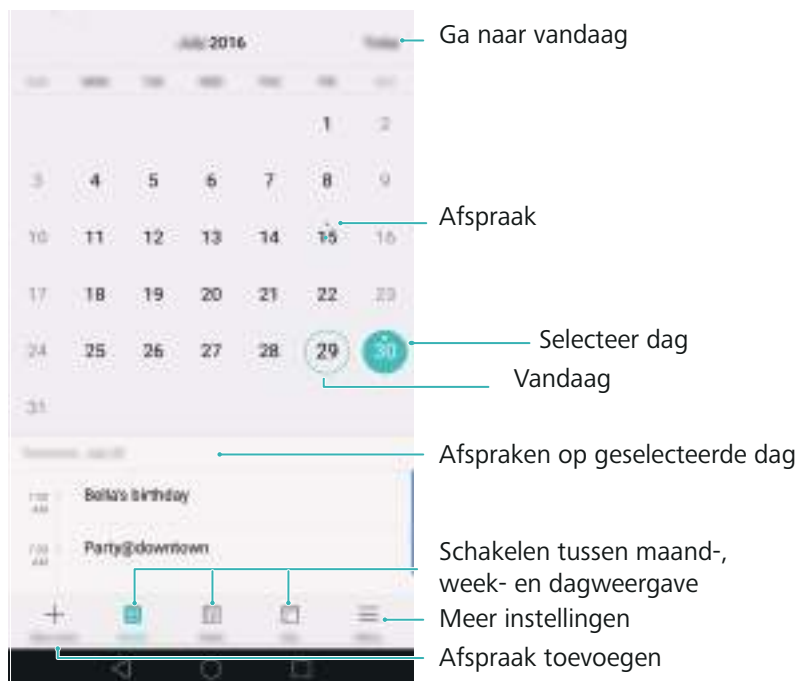 July 2016
Today
Ga naar vandaag
1 2
3 4 5 6 7 8 9
Afspraak
10 11 12 13 14 15 16
17 18 19 20 21 22 23
Selecteer dag
24 25 26 27 28 29 30
Vandaag
31
Afspraken op geselecteerde dag
Bella's birthday
Party@downtown
Schakelen tussen maand-,
week- en dagweergave
Meer instellingen
Afspraak toevoegen